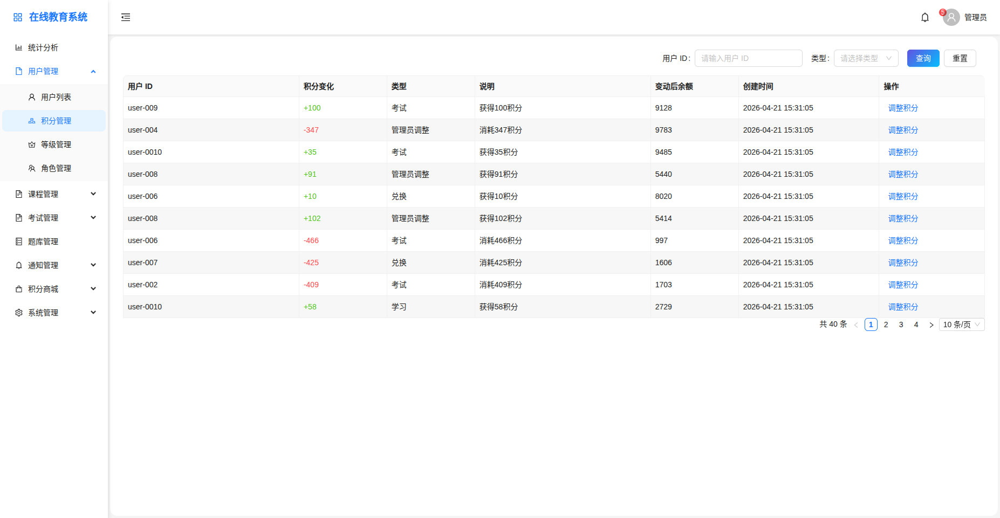 在线教育系统
统计分析
用户管理
用户列表
积分管理
等级管理
角色管理
课程管理
考试管理
题库管理
通知管理
积分商城
系统管理
5 管理员
用户 ID : 请输入用户 ID 类型 : 请选择类型 查询 重置
用户 ID 积分变化 类型 说明 变动后余额 创建时间 操作
user-009 +100 考试 获得100积分 9128 2026-04-21 15:31:05 调整积分
user-004 -347 管理员调整 消耗347积分 9783 2026-04-21 15:31:05 调整积分
user-0010 +35 考试 获得35积分 9485 2026-04-21 15:31:05 调整积分
user-008 +91 管理员调整 获得91积分 5440 2026-04-21 15:31:05 调整积分
user-006 +10 兑换 获得10积分 8020 2026-04-21 15:31:05 调整积分
user-008 +102 管理员调整 获得102积分 5414 2026-04-21 15:31:05 调整积分
user-006 -466 考试 消耗466积分 997 2026-04-21 15:31:05 调整积分
user-007 -425 兑换 消耗425积分 1606 2026-04-21 15:31:05 调整积分
user-002 -409 考试 消耗409积分 1703 2026-04-21 15:31:05 调整积分
user-0010 +58 学习 获得58积分 2729 2026-04-21 15:31:05 调整积分
共 40 条 1 2 3 4 10 条/页